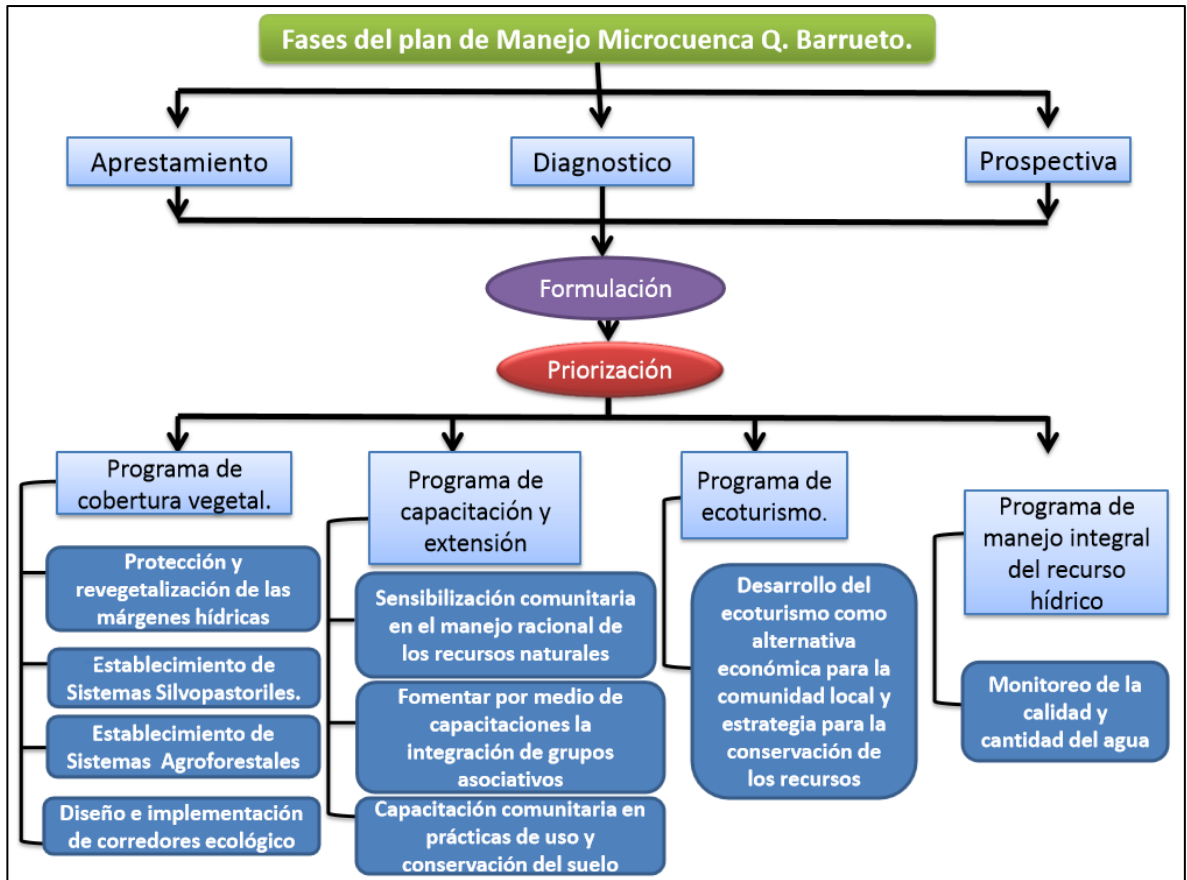 Fases del plan de Manejo Microcuenca Q. Barrueto.
Aprestamiento
Diagnostico
Prospectiva
Formulación
Priorización
Programa de
cobertura vegetal.
Protección y
revegetalización de las
márgenes hídricas
Establecimiento de
Sistemas Silvopastoriles.
Establecimiento de
Sistemas Agroforestales
Diseño e implementación
de corredores ecológico
Programa de
capacitación y
extensión
Sensibilización comunitaria
en el manejo racional de
los recursos naturales
Fomentar por medio de
capacitaciones la
integración de grupos
asociativos
Capacitación comunitaria en
prácticas de uso y
conservación del suelo
Programa de
ecoturismo.
Desarrollo del
ecoturismo como
alternativa
económica para la
comunidad local y
estrategia para la
conservación de
los recursos
Programa de
manejo integral
del recurso
hídrico
Monitoreo de la
calidad y
cantidad del agua